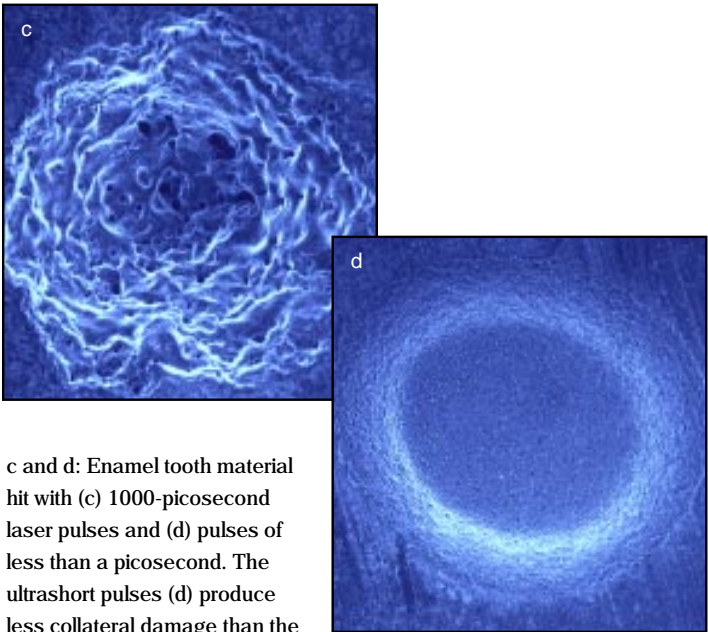 c
d
c and d: Enamel tooth material
hit with (c) 1000-picosecond
laser pulses and (d) pulses of
less than a picosecond. The
ultrashort pulses (d) produce
less collateral damage than the